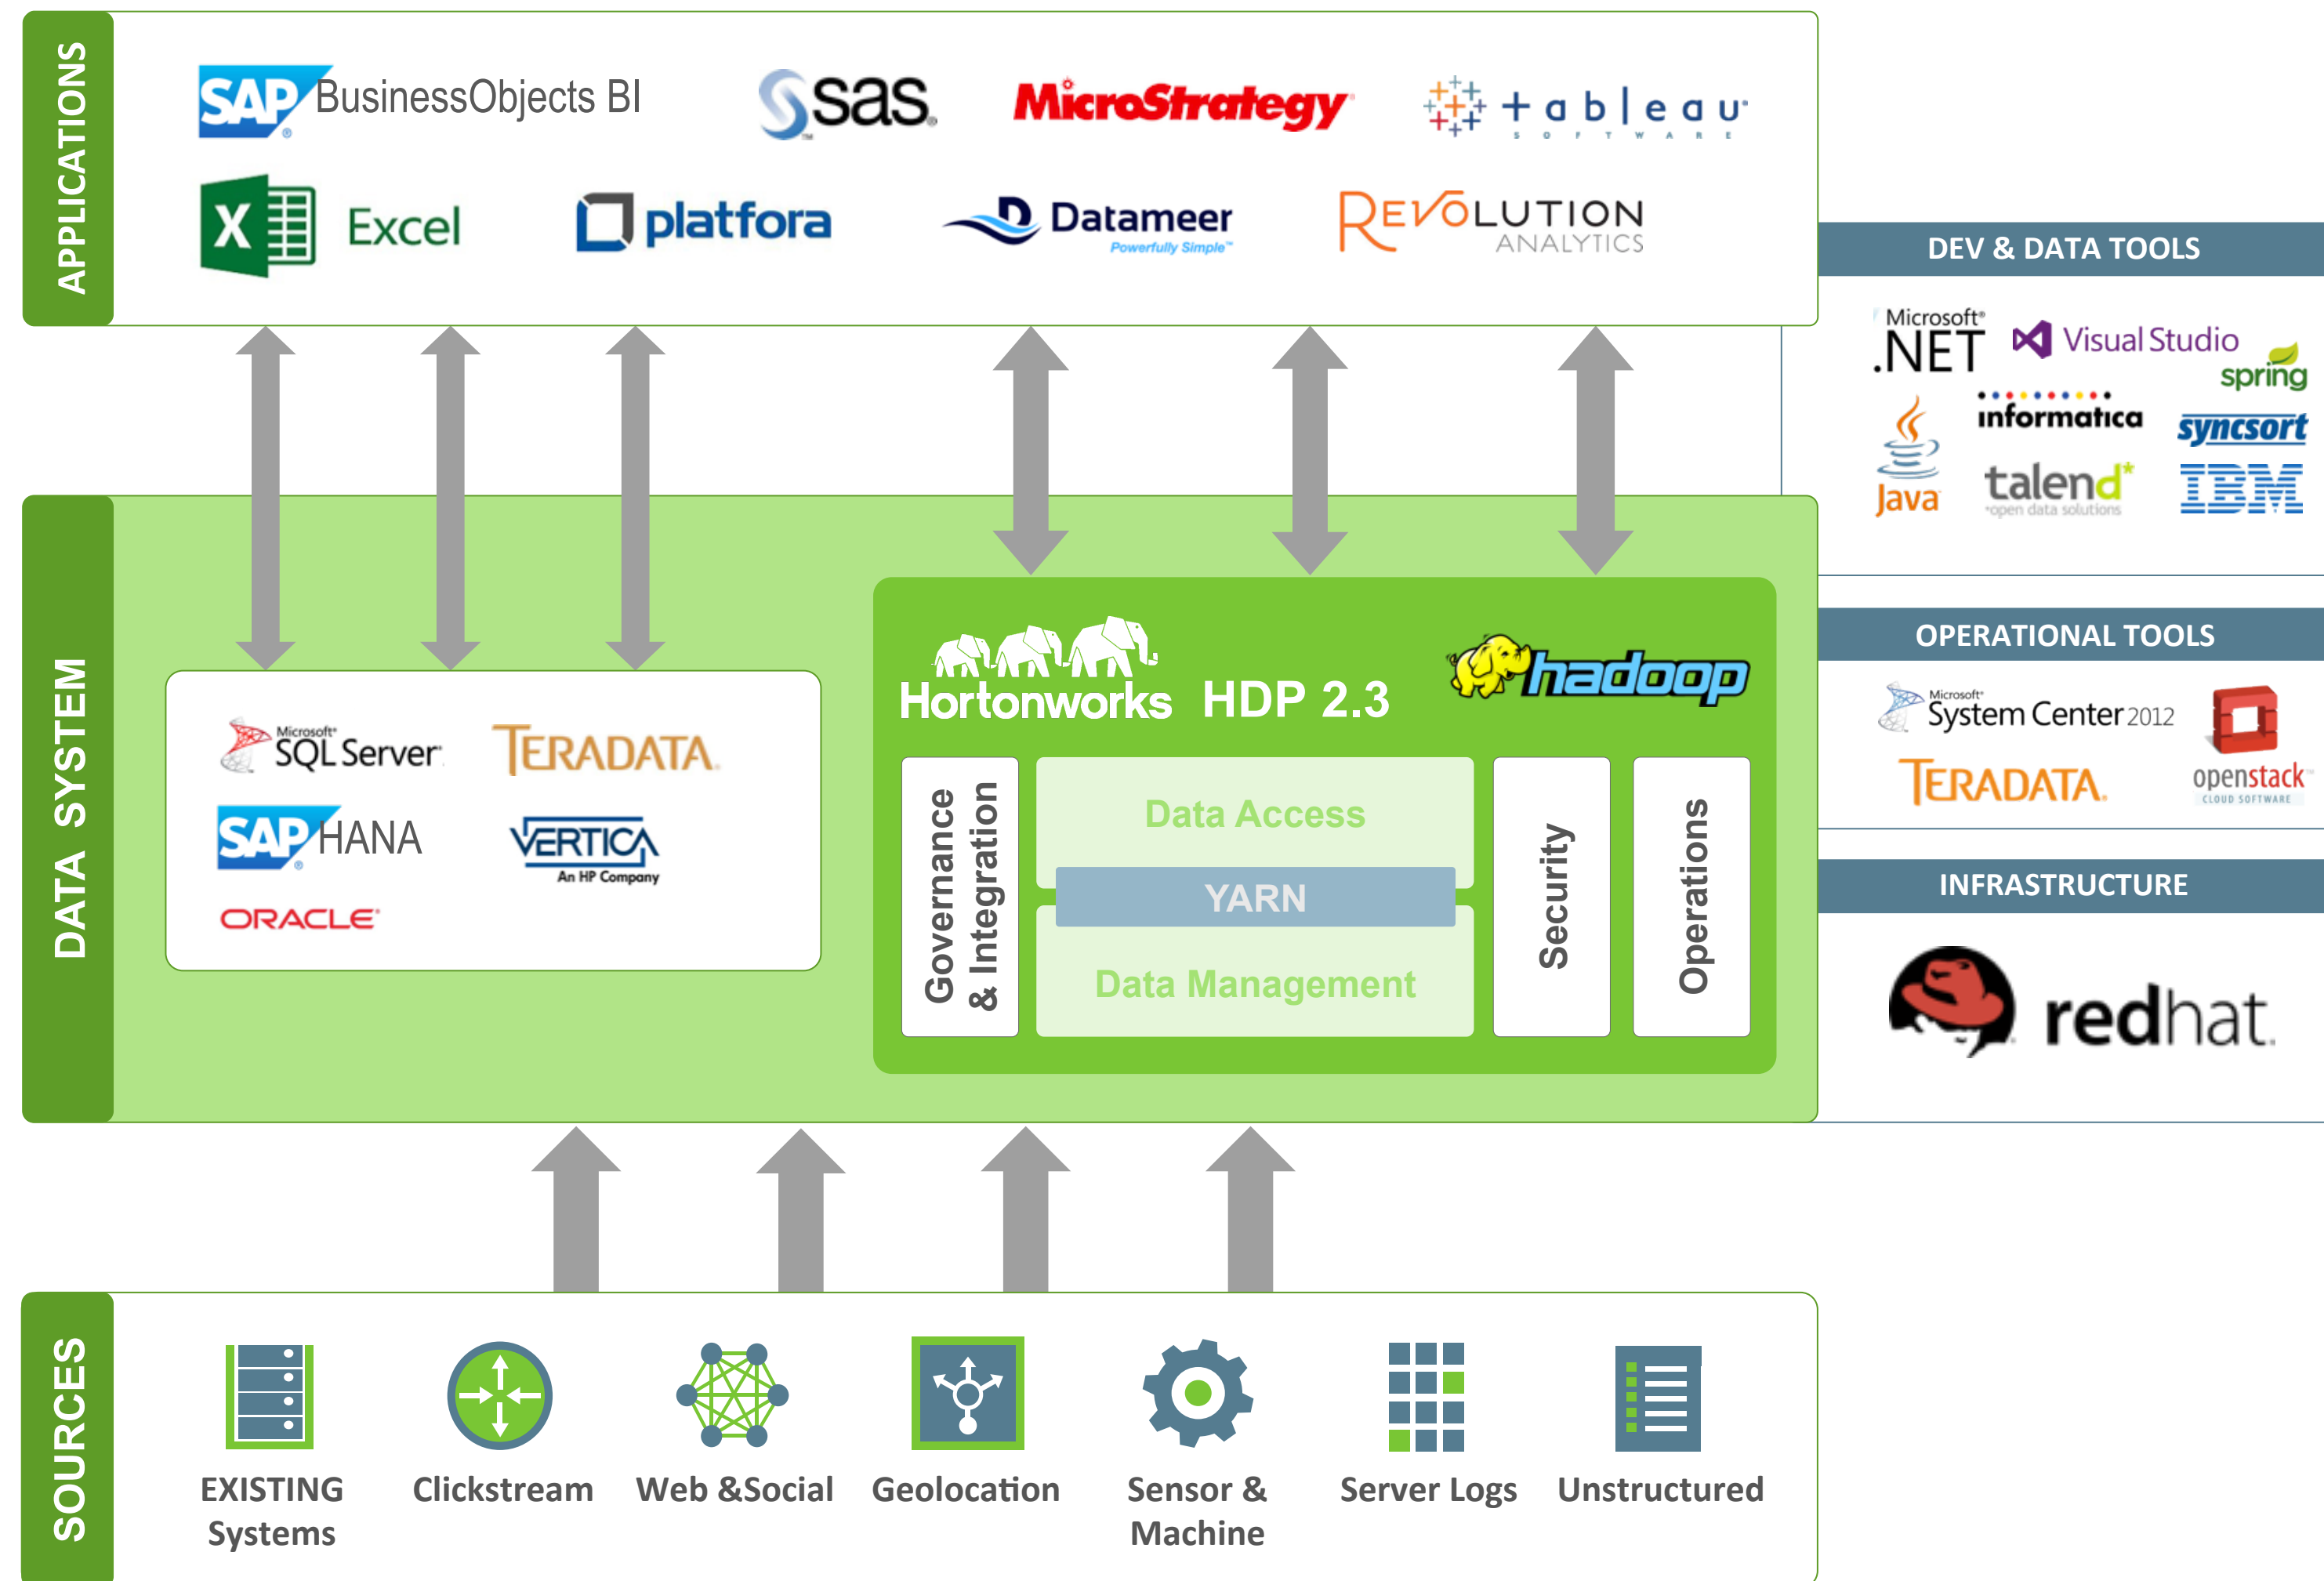 APPLICATIONS
SAP® BusinessObjects BI
sas®
MicroStrategy
tableau®
SOFTWARE
Excel
platfora
Datameer
Powerfully Simple™
REVOLUTION
ANALYTICS
DEV & DATA TOOLS
Microsoft®
.NET
Visual Studio
spring
informatica
syncsort
Java
talend*
*open data solutions
IBM
DATA SYSTEM
Microsoft®
SQL Server
TERADATA.
SAP® HANA
VERTICA
An HP Company
ORACLE
Hortonworks HDP 2.3
hadoop
Governance
& Integration
Data Access
YARN
Data Management
Security
Operations
OPERATIONAL TOOLS
Microsoft®
System Center 2012
TERADATA.
openstack™
CLOUD SOFTWARE
INFRASTRUCTURE
redhat.
SOURCES
EXISTING
Systems
Clickstream
Web &Social
Geolocation
Sensor &
Machine
Server Logs
Unstructured